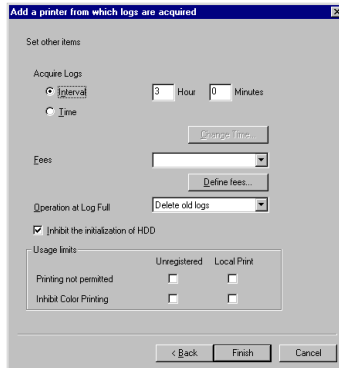 Add a printer from which logs are acquired
Set other items
Acquire Logs
Interval 3 Hour 0 Minutes
Time
Change Time...
Fees
Define fees...
Operation at Log Full Delete old logs
Inhibit the initialization of HDD
Usage limits
Unregistered Local Print
Printing not permitted
Inhibit Color Printing
< Back Finish Cancel